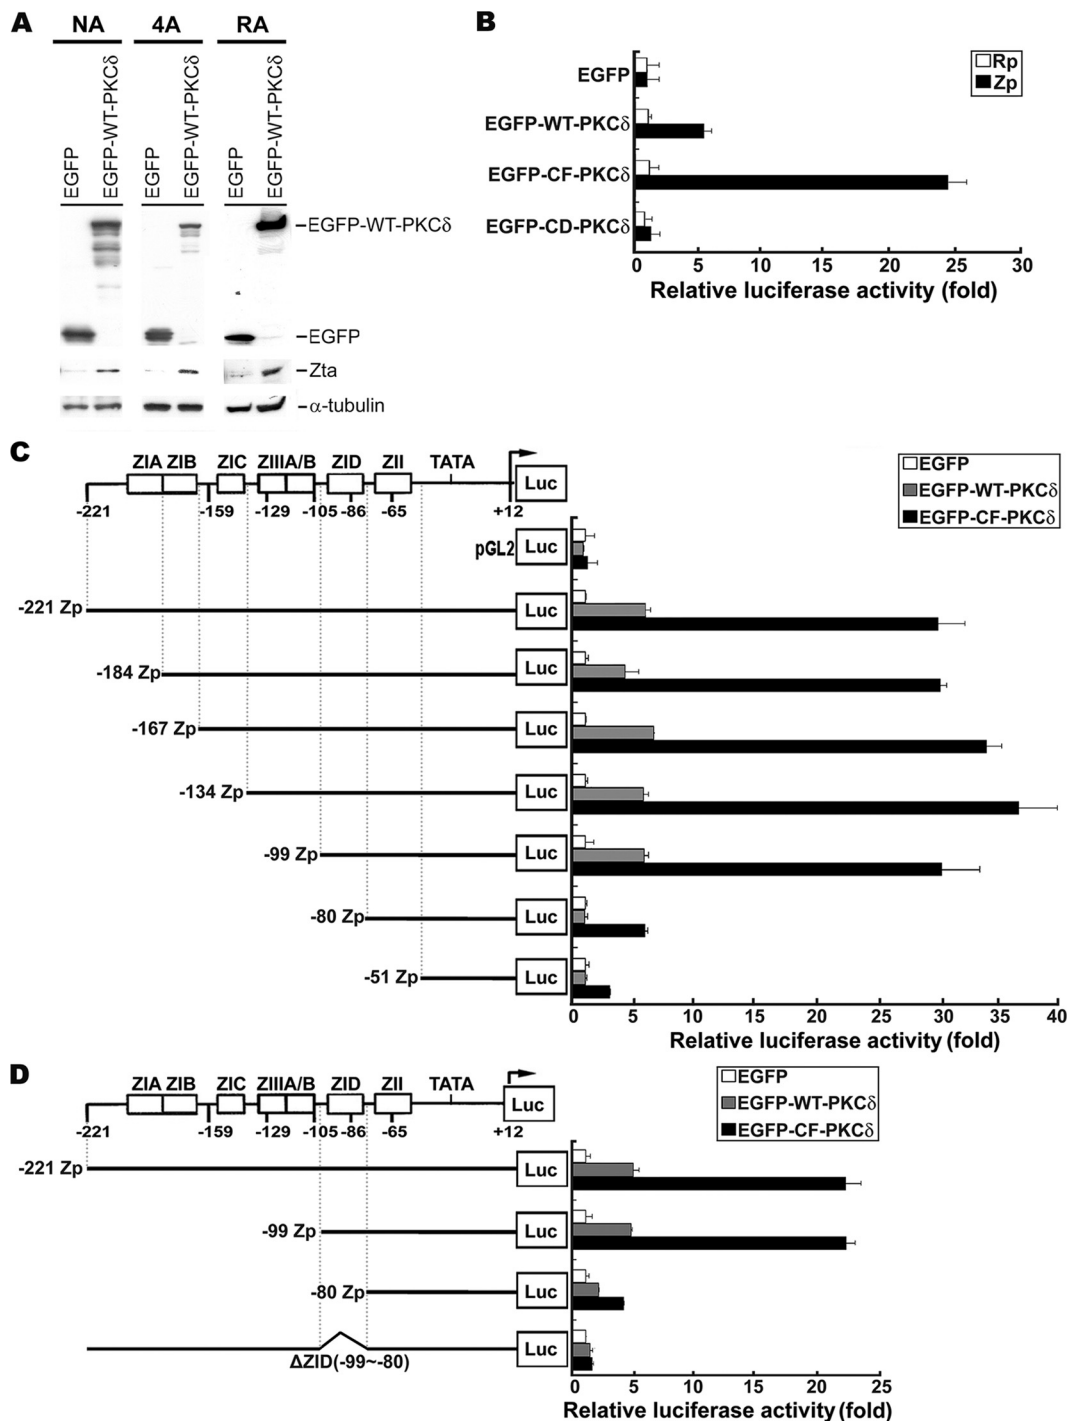 A
NA 4A RA
EGFP
EGFP-WT-PKCδ
EGFP
EGFP-WT-PKCδ
EGFP
EGFP-WT-PKCδ
EGFP-WT-PKCδ
EGFP
Zta
α-tubulin
B
Rp
Zp
EGFP
EGFP-WT-PKCδ
EGFP-CF-PKCδ
EGFP-CD-PKCδ
0 5 10 15 20 25 30
Relative luciferase activity (fold)
C
ZIA ZIB ZIC ZIIIA/B ZID ZII TATA
Luc
-221 -159 -129 -105 -86 -65 +12
EGFP
EGFP-WT-PKCδ
EGFP-CF-PKCδ
pGL2 Luc
-221 Zp Luc
-184 Zp Luc
-167 Zp Luc
-134 Zp Luc
-99 Zp Luc
-80 Zp Luc
-51 Zp Luc
0 5 10 15 20 25 30 35 40
Relative luciferase activity (fold)
D
ZIA ZIB ZIC ZIIIA/B ZID ZII TATA
Luc
-221 -159 -129 -105 -86 -65 +12
EGFP
EGFP-WT-PKCδ
EGFP-CF-PKCδ
-221 Zp Luc
-99 Zp Luc
-80 Zp Luc
Luc
ΔZID(-99~-80)
0 5 10 15 20 25
Relative luciferase activity (fold)